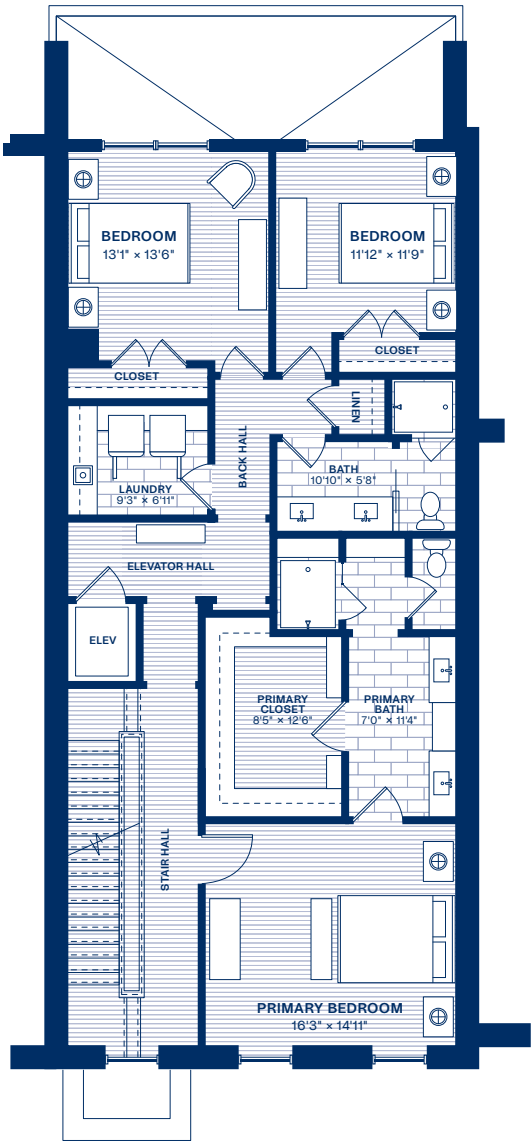 BEDROOM
13'1" × 13'6"
BEDROOM
11'12" × 11'9"
CLOSET
CLOSET
LINEN
BACK HALL
LAUNDRY
9'3" × 6'11"
BATH
10'10" × 5'8"
ELEVATOR HALL
ELEV
PRIMARY
CLOSET
8'5" × 12'6"
PRIMARY
BATH
7'0" × 11'4"
STAIR HALL
PRIMARY BEDROOM
16'3" × 14'11"